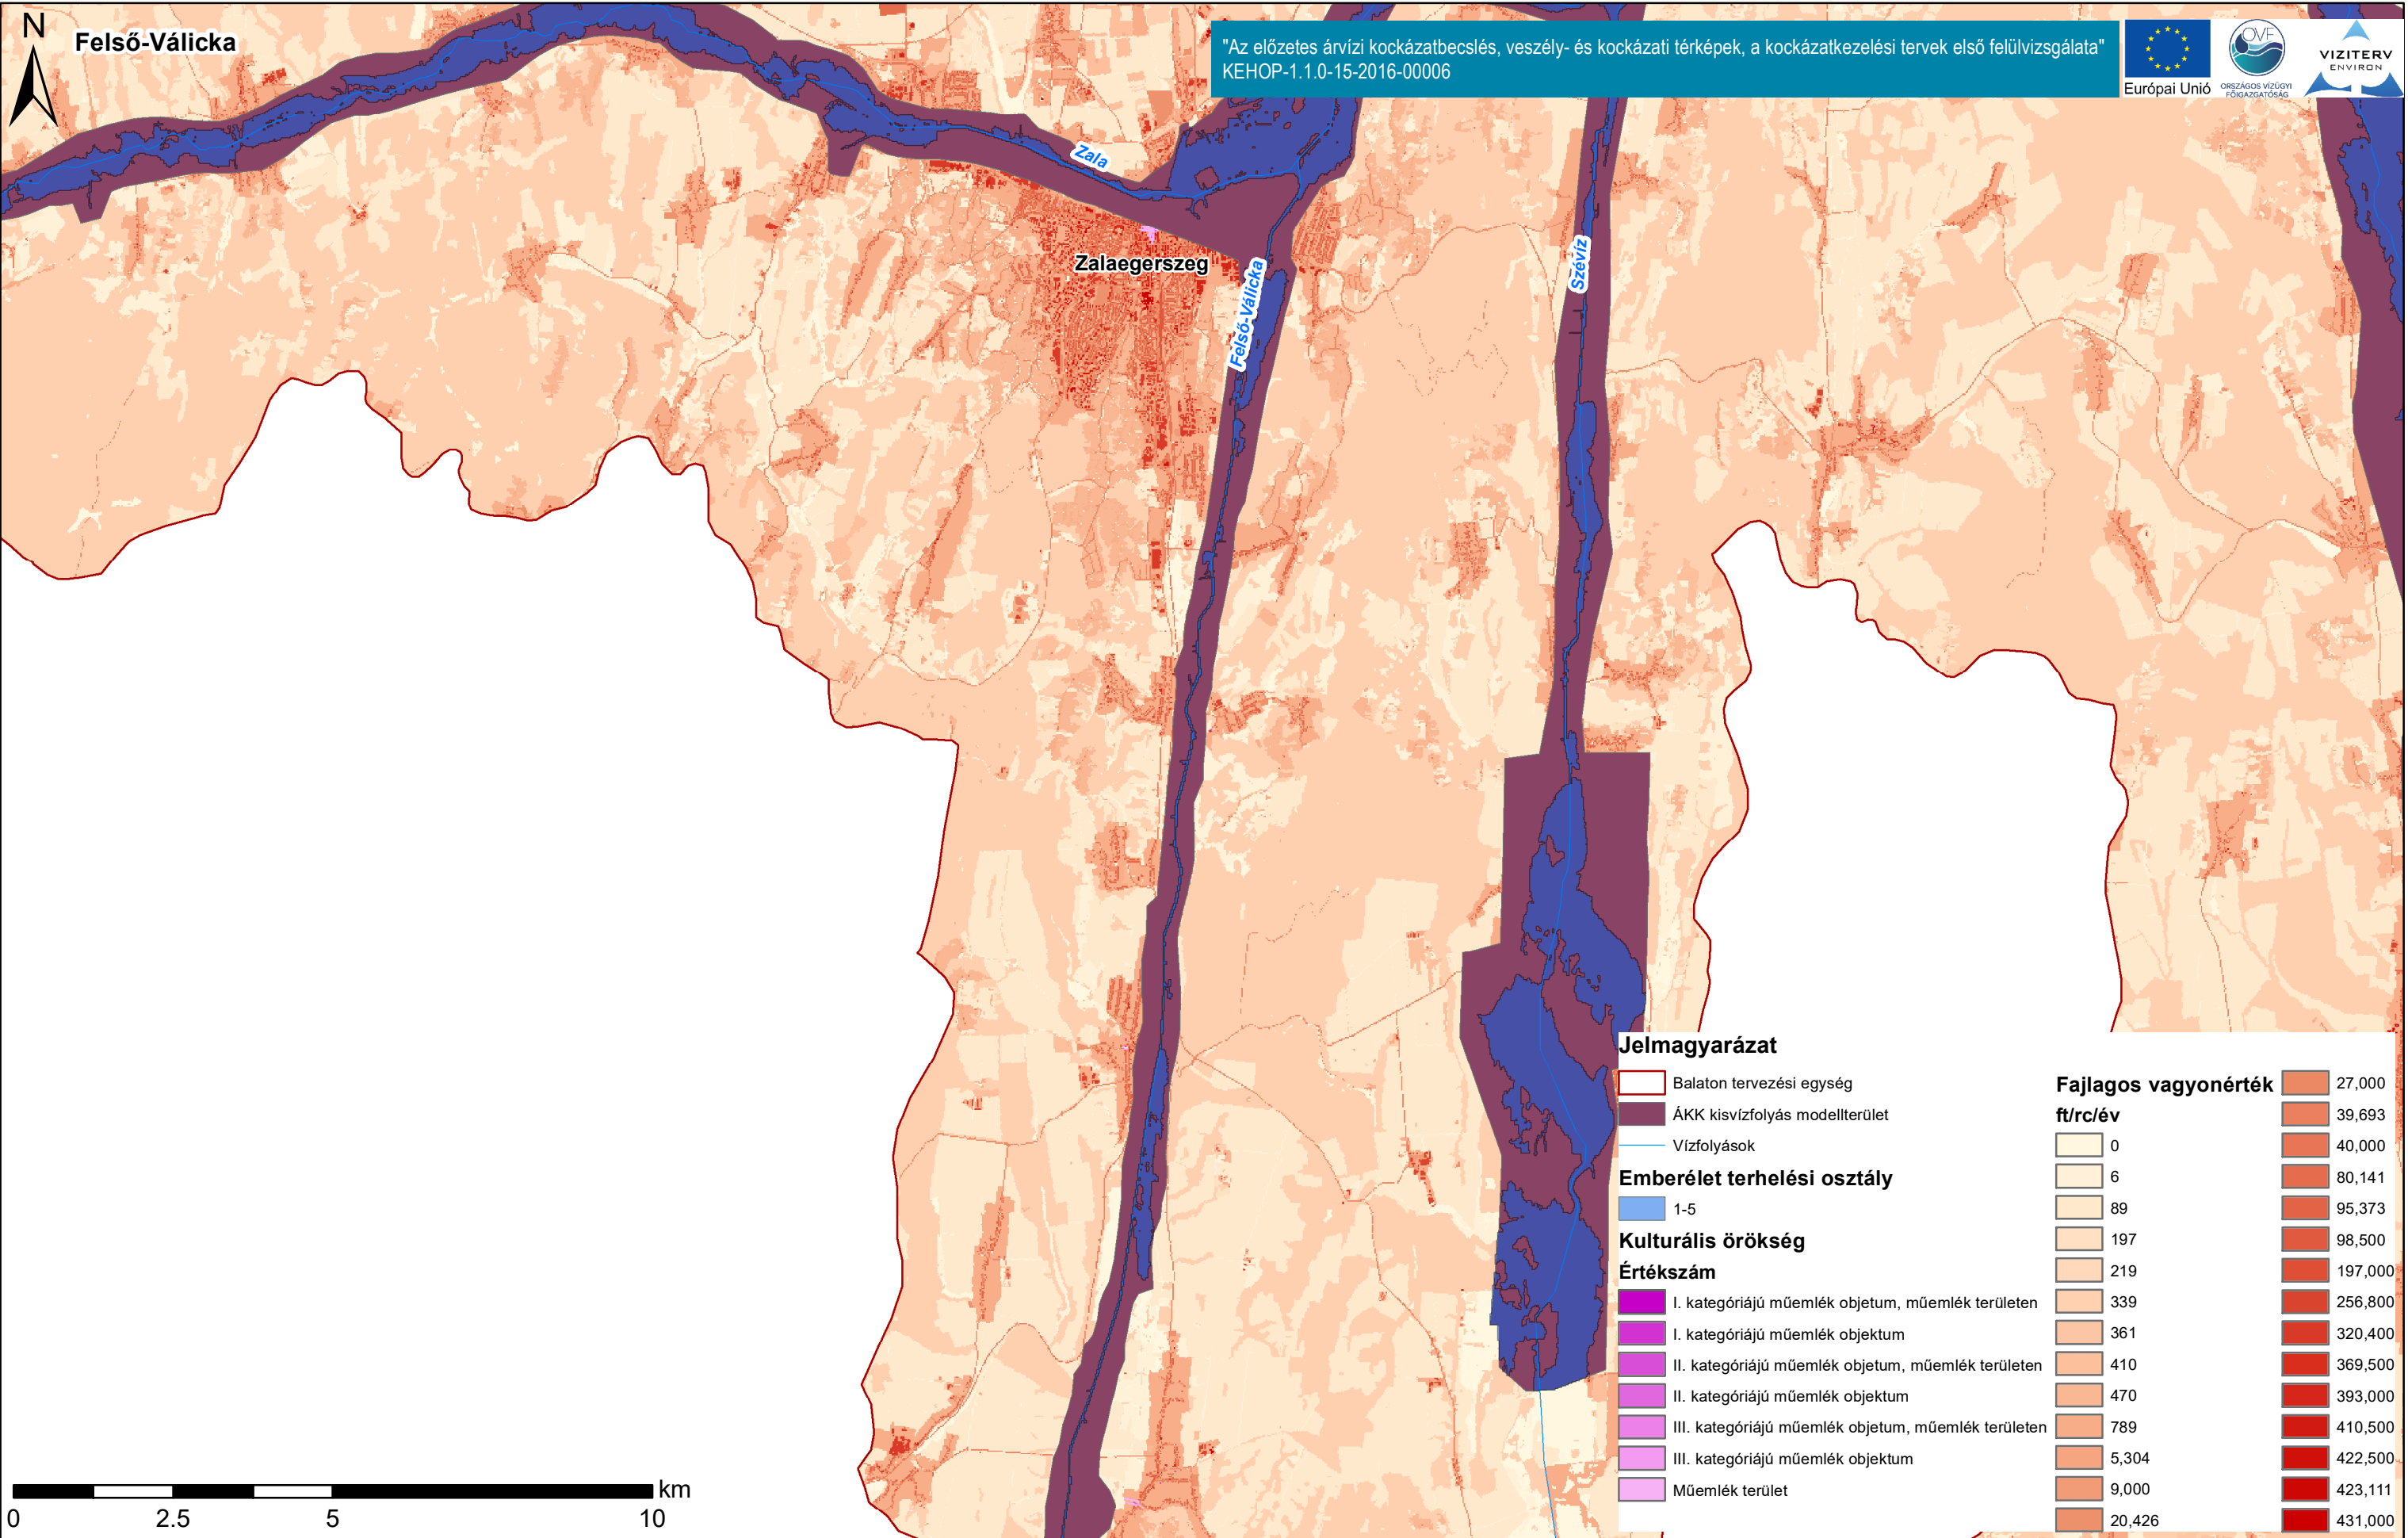 N
Felső-Válicka
"Az előzetes árvízi kockázatbecslés, veszély- és kockázati térképek, a kockázatkezelési tervek első felülvizsgálata"
KEHOP-1.1.0-15-2016-00006
Európai Unió
OVF
ORSZÁGOS VÍZÜGYI
FŐIGAZGATÓSÁG
VIZITERV
ENVIRON
Zala
Zalaegerszeg
Felső-Válicka
Szévíz
Jelmagyarázat
Balaton tervezési egység
ÁKK kisvízfolyás modellterület
Vízfolyások
Emberélet terhelési osztály
1-5
Kulturális örökség
Értékszám
I. kategóriájú műemlék objetum, műemlék területen
I. kategóriájú műemlék objektum
II. kategóriájú műemlék objetum, műemlék területen
II. kategóriájú műemlék objektum
III. kategóriájú műemlék objetum, műemlék területen
III. kategóriájú műemlék objektum
Műemlék terület
Fajlagos vagyonérték
ft/rc/év
0
6
89
197
219
339
361
410
470
789
5,304
9,000
20,426
27,000
39,693
40,000
80,141
95,373
98,500
197,000
256,800
320,400
369,500
393,000
410,500
422,500
423,111
431,000
km
0 2.5 5 10